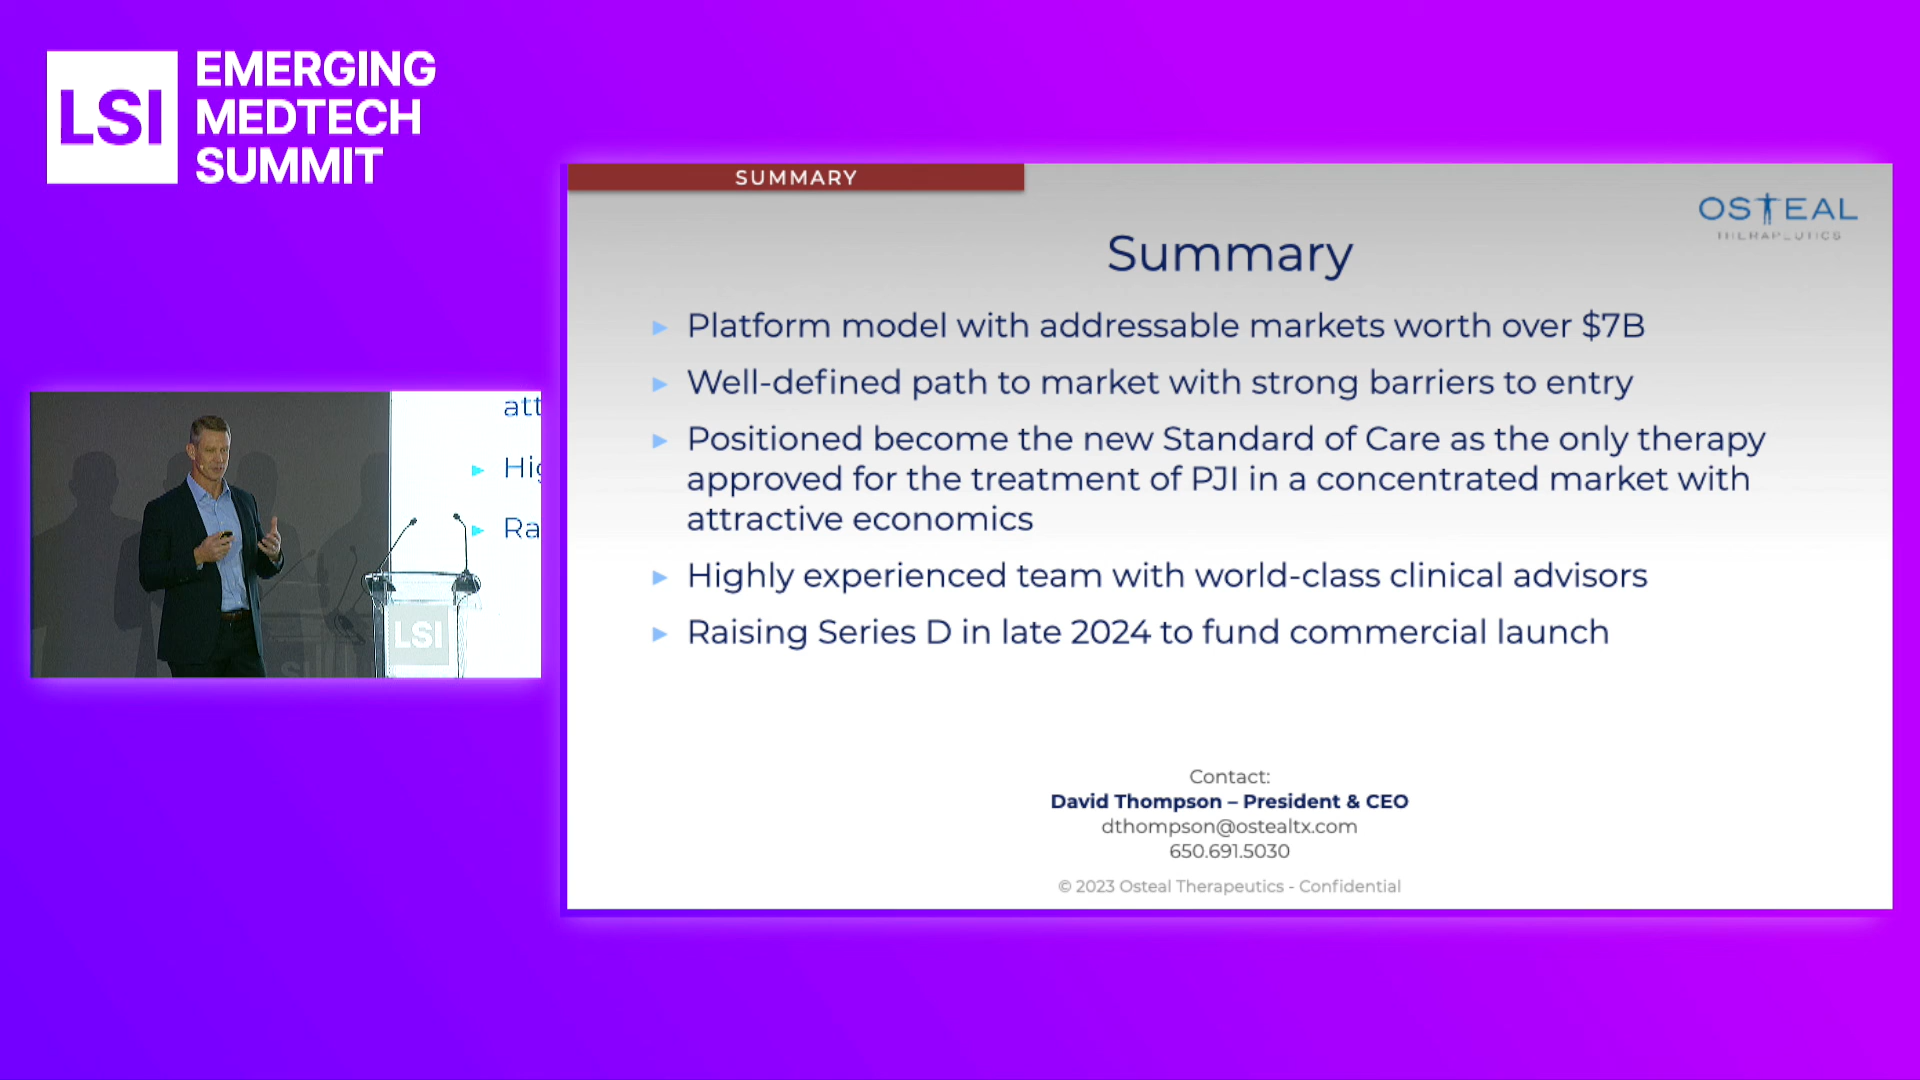 LSI
EMERGING
MEDTECH
SUMMIT
SUMMARY
OSTEAL
THERAPEUTICS
Summary
▸ Platform model with addressable markets worth over $7B
▸ Well-defined path to market with strong barriers to entry
▸ Positioned become the new Standard of Care as the only therapy
approved for the treatment of PJI in a concentrated market with
attractive economics
▸ Highly experienced team with world-class clinical advisors
▸ Raising Series D in late 2024 to fund commercial launch
Contact:
David Thompson – President & CEO
dthompson@ostealtx.com
650.691.5030
© 2023 Osteal Therapeutics - Confidential
att
Hig
Ra
LSI